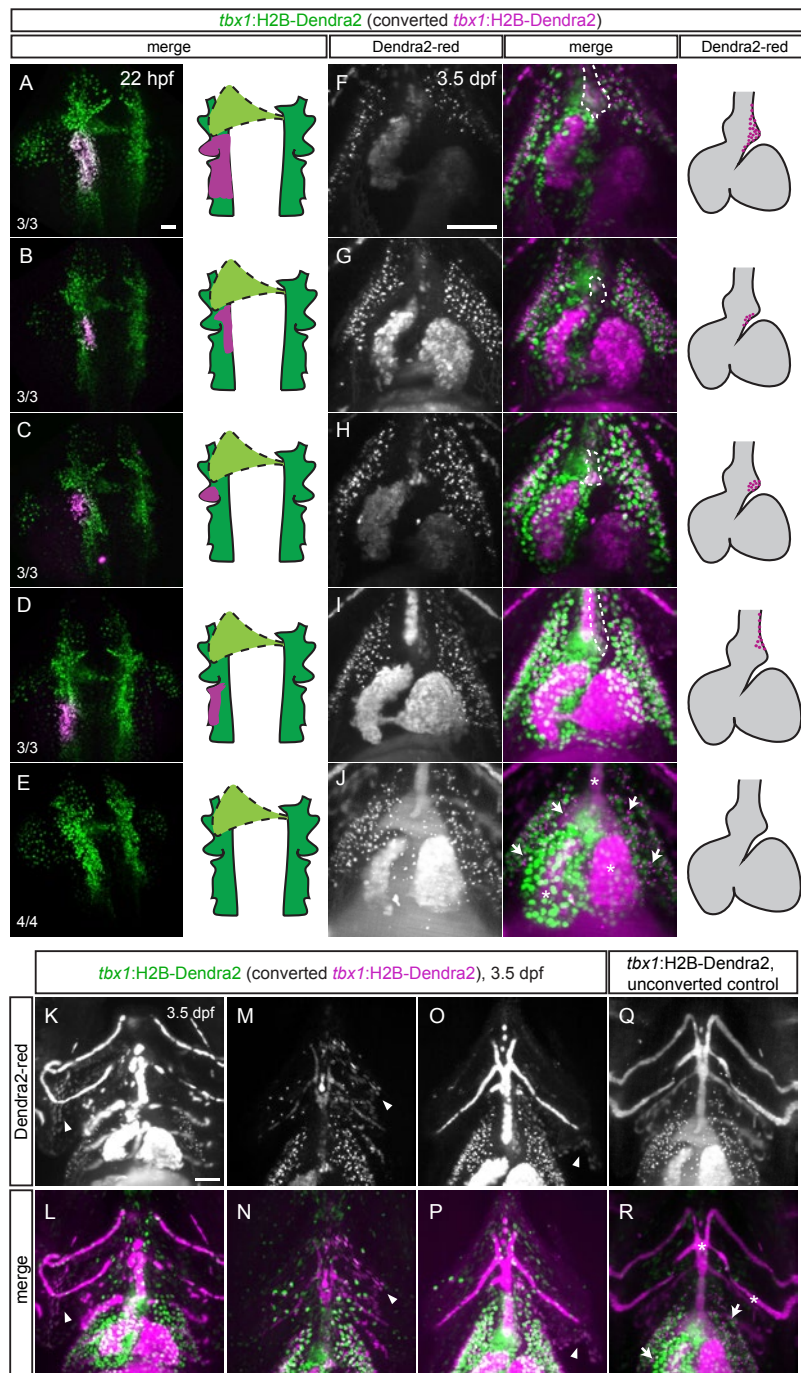 tbx1:H2B-Dendra2 (converted tbx1:H2B-Dendra2)
merge
Dendra2-red
merge
Dendra2-red
A
22 hpf
3/3
F
3.5 dpf
B
3/3
G
C
3/3
H
D
3/3
I
*
E
4/4
J
*
*
*
tbx1:H2B-Dendra2 (converted tbx1:H2B-Dendra2), 3.5 dpf
tbx1:H2B-Dendra2,
unconverted control
Dendra2-red
K
3.5 dpf
M
O
Q
merge
L
N
P
R
*
*